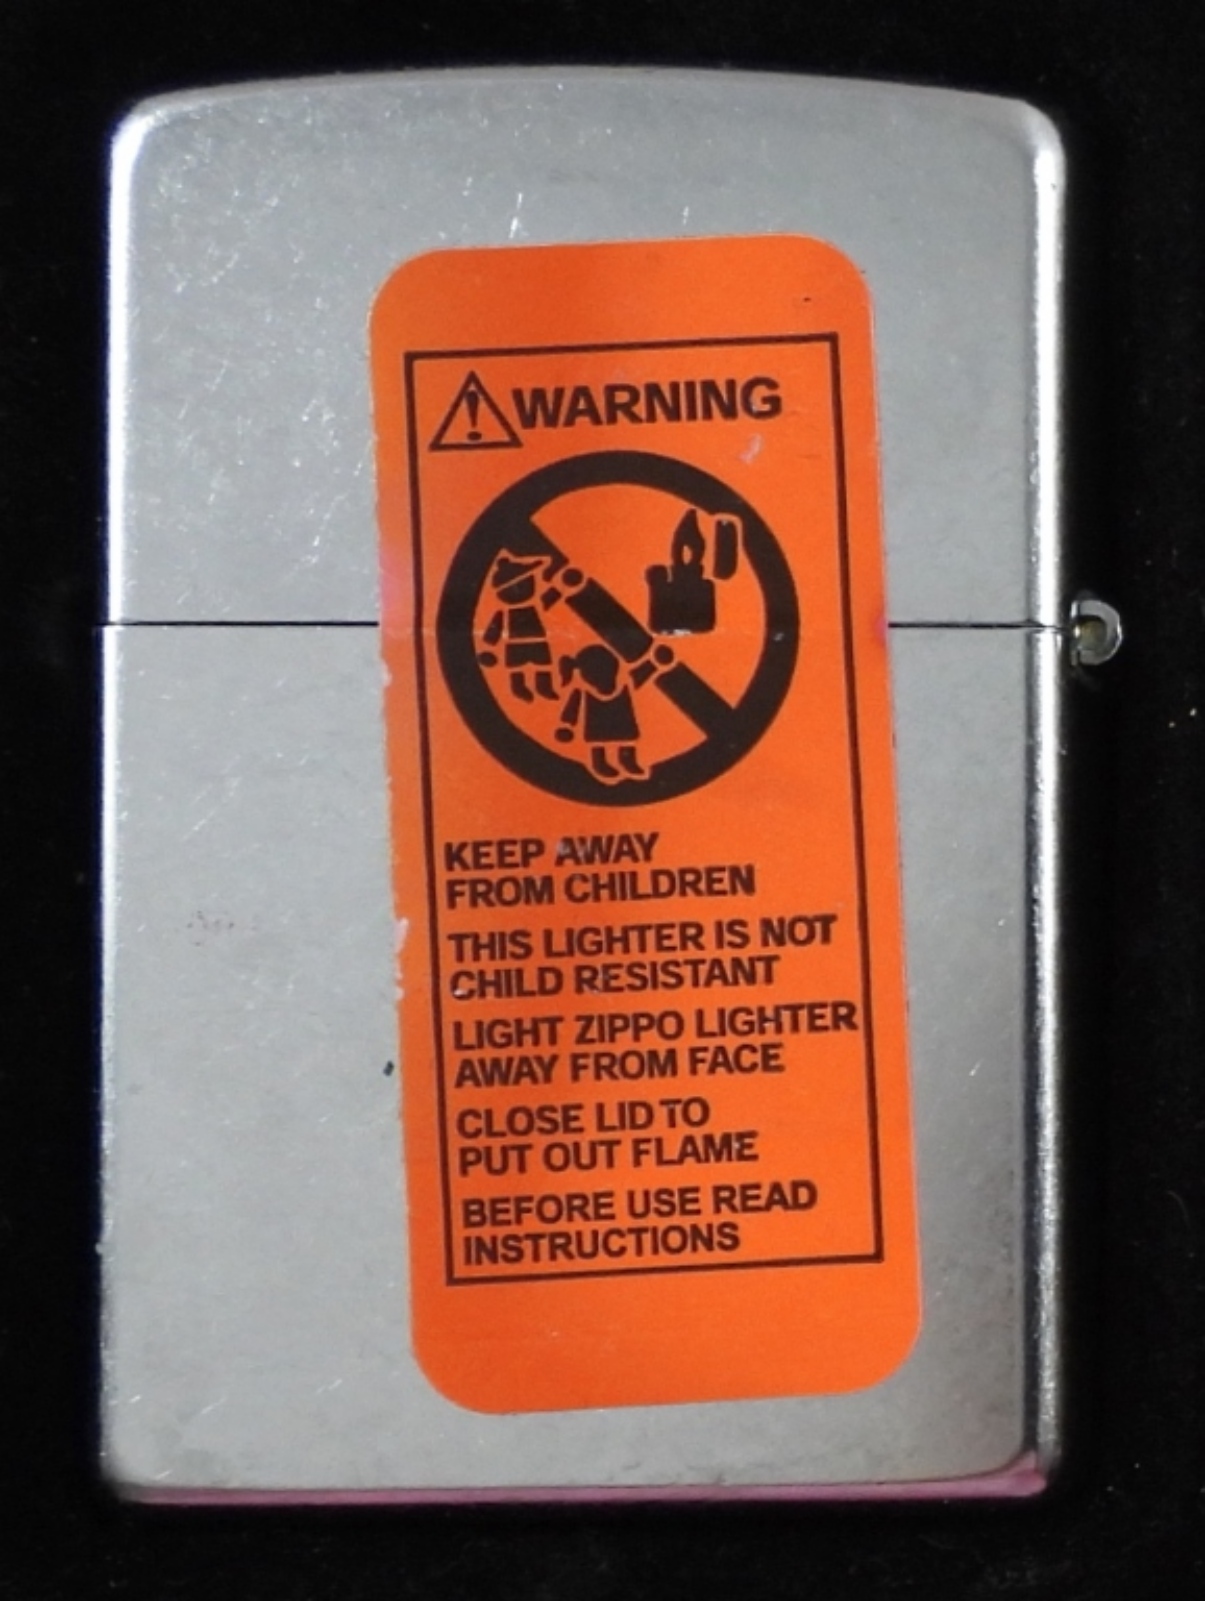 WARNING
KEEP AWAY
FROM CHILDREN
THIS LIGHTER IS NOT
CHILD RESISTANT
LIGHT ZIPPO LIGHTER
AWAY FROM FACE
CLOSE LID TO
PUT OUT FLAME
BEFORE USE READ
INSTRUCTIONS